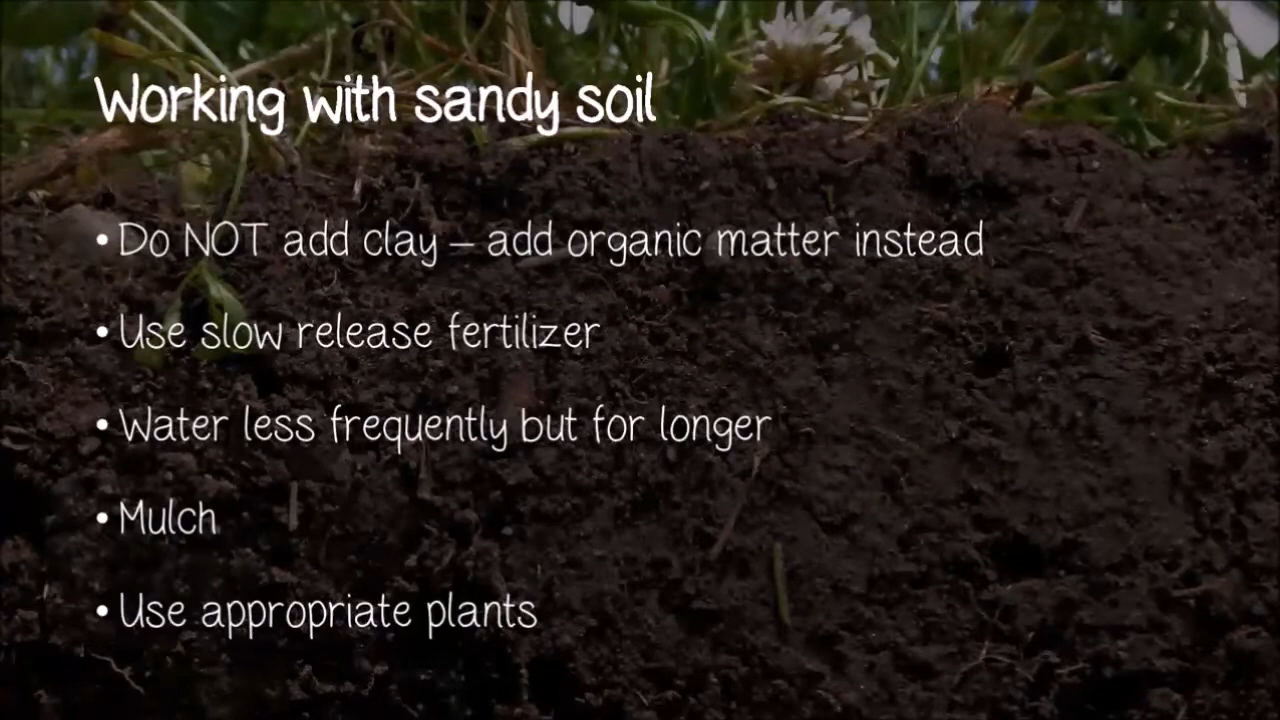 Working with sandy soil
• Do NOT add clay – add organic matter instead
• Use slow release fertilizer
• Water less frequently but for longer
• Mulch
• Use appropriate plants